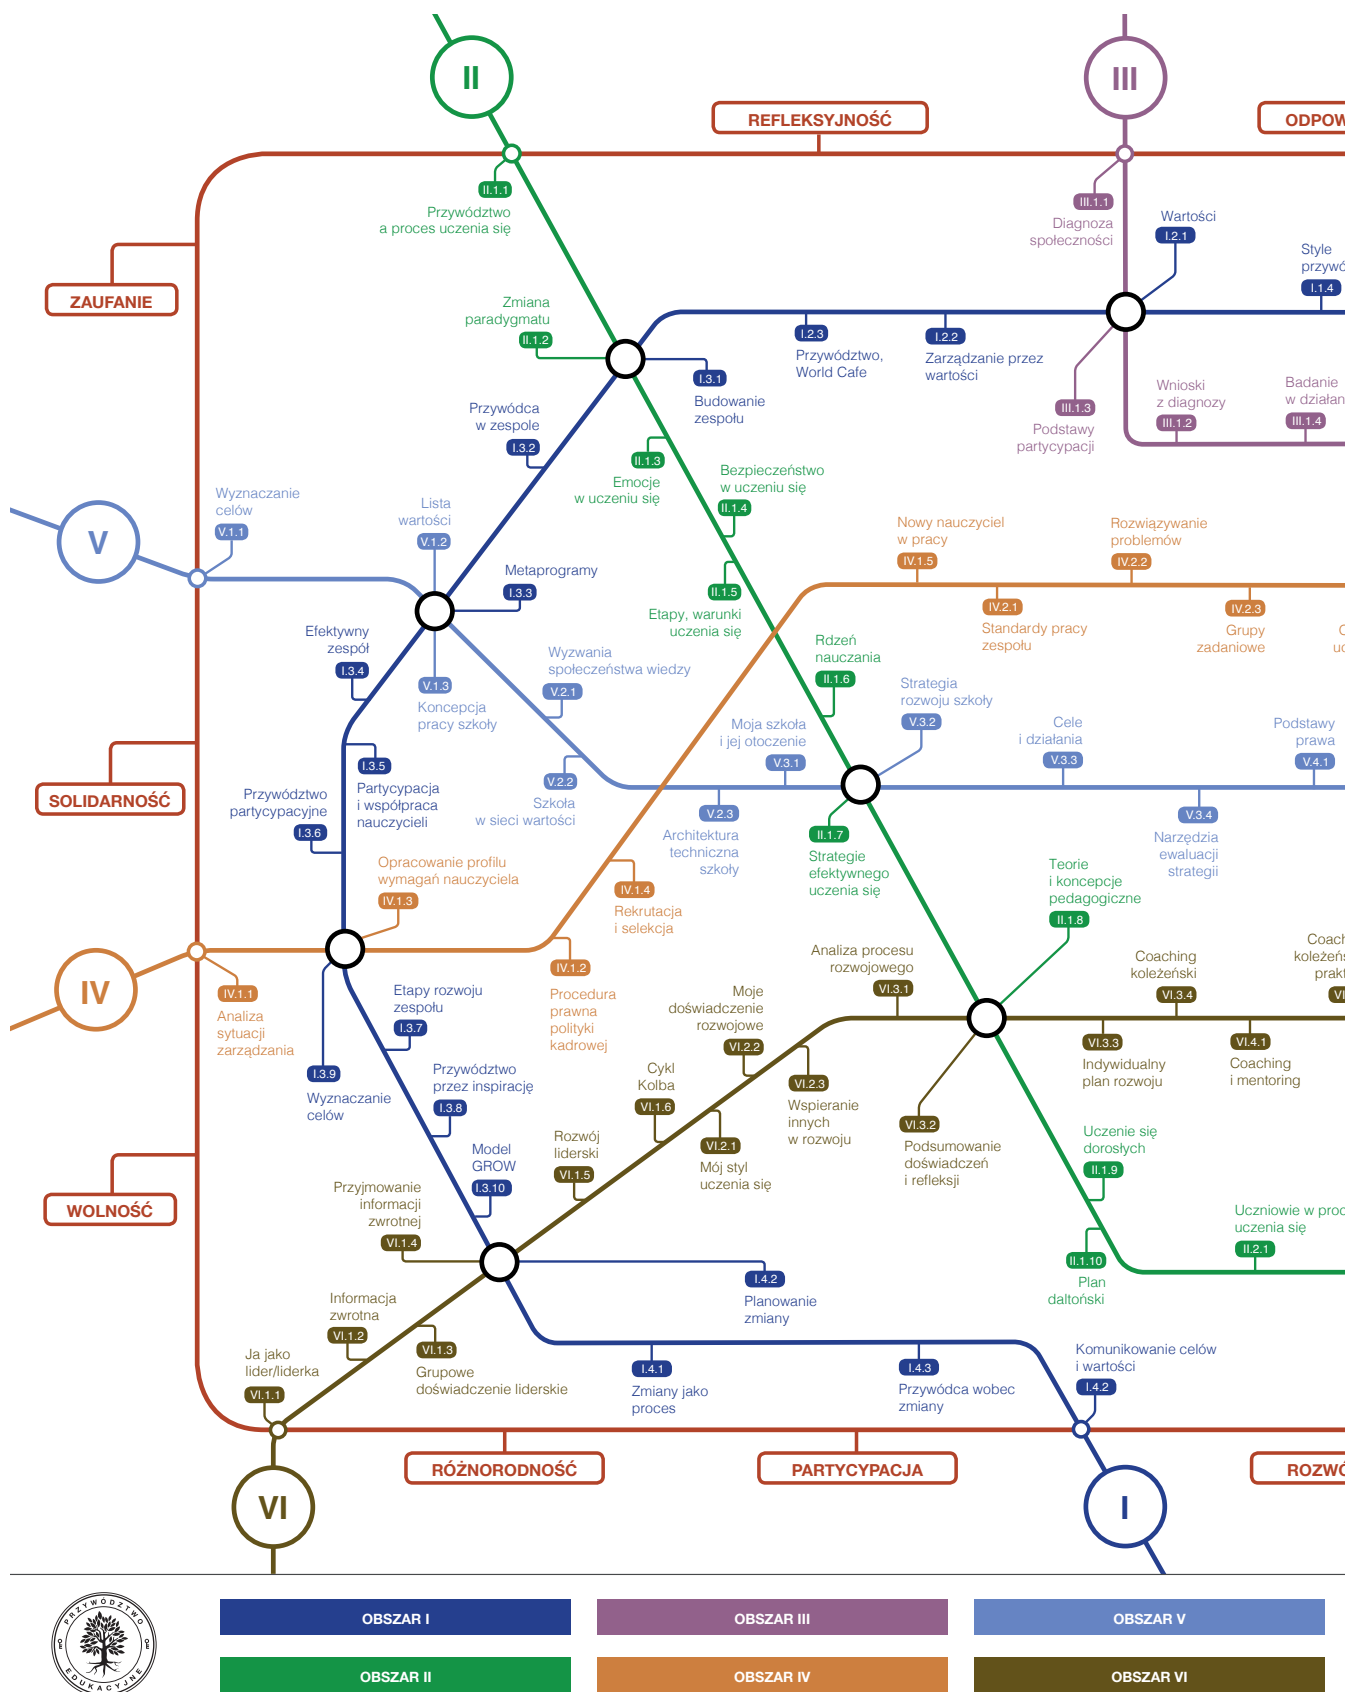 II
III
REFLEKSYJNOŚĆ
ODPOW
II.1.1
Przywództwo
a proces uczenia się
III.1.1
Diagnoza
społeczności
Wartości
I.2.1
Style
przywó
I.1.4
ZAUFANIE
Zmiana
paradygmatu
II.1.2
I.2.3
Przywództwo,
World Cafe
I.2.2
Zarządzanie przez
wartości
I.3.1
Budowanie
zespołu
Przywódca
w zespole
I.3.2
III.1.3
Podstawy
partycypacji
Wnioski
z diagnozy
III.1.2
Badanie
w działan
III.1.4
II.1.3
Emocje
w uczeniu się
Bezpieczeństwo
w uczeniu się
II.1.4
V
Wyznaczanie
celów
V.1.1
Lista
wartości
V.1.2
Nowy nauczyciel
w pracy
IV.1.5
Rozwiązywanie
problemów
IV.2.2
Metaprogramy
I.3.3
II.1.5
Etapy, warunki
uczenia się
IV.2.1
Standardy pracy
zespołu
IV.2.3
Grupy
zadaniowe
Efektywny
zespół
I.3.4
V.1.3
Koncepcja
pracy szkoły
Wyzwania
społeczeństwa wiedzy
V.2.1
Rdzeń
nauczania
II.1.6
Strategia
rozwoju szkoły
V.3.2
Moja szkoła
i jej otoczenie
V.3.1
Cele
i działania
V.3.3
Podstawy
prawa
V.4.1
SOLIDARNOŚĆ
I.3.5
Partycypacja
i współpraca
nauczycieli
Przywództwo
partycypacyjne
I.3.6
V.2.2
Szkoła
w sieci wartości
V.2.3
Architektura
techniczna
szkoły
II.1.7
Strategie
efektywnego
uczenia się
V.3.4
Narzędzia
ewaluacji
strategii
Opracowanie profilu
wymagań nauczyciela
IV.1.3
IV.1.4
Rekrutacja
i selekcja
Teorie
i koncepcje
pedagogiczne
II.1.8
IV
IV.1.1
Analiza
sytuacji
zarządzania
IV.1.2
Procedura
prawna
polityki
kadrowej
Analiza procesu
rozwojowego
VI.3.1
Coaching
koleżeński
VI.3.4
Coach
koleżeńs
prakt
VI
Etapy rozwoju
zespołu
I.3.7
Moje
doświadczenie
rozwojowe
VI.2.2
I.3.9
Wyznaczanie
celów
Przywództwo
przez inspirację
I.3.8
Cykl
Kolba
VI.1.6
VI.2.3
Wspieranie
innych
w rozwoju
VI.3.3
Indywidualny
plan rozwoju
VI.4.1
Coaching
i mentoring
VI.3.2
Podsumowanie
doświadczeń
i refleksji
Rozwój
liderski
VI.1.5
VI.2.1
Mój styl
uczenia się
Uczenie się
dorosłych
II.1.9
Model
GROW
I.3.10
WOLNOŚĆ
Przyjmowanie
informacji
zwrotnej
VI.1.4
Uczniowie w proc
uczenia się
II.2.1
II.1.10
Plan
daltoński
I.4.2
Planowanie
zmiany
Informacja
zwrotna
VI.1.2
VI.1.3
Grupowe
doświadczenie liderskie
Ja jako
lider/liderka
VI.1.1
I.4.1
Zmiany jako
proces
I.4.3
Przywódca wobec
zmiany
Komunikowanie celów
i wartości
I.4.2
RÓŻNORODNOŚĆ
PARTYCYPACJA
ROZWÓ
VI
I
PRZYWÓDZTWO
EDUKACYJNE
OBSZAR I
OBSZAR III
OBSZAR V
OBSZAR II
OBSZAR IV
OBSZAR VI